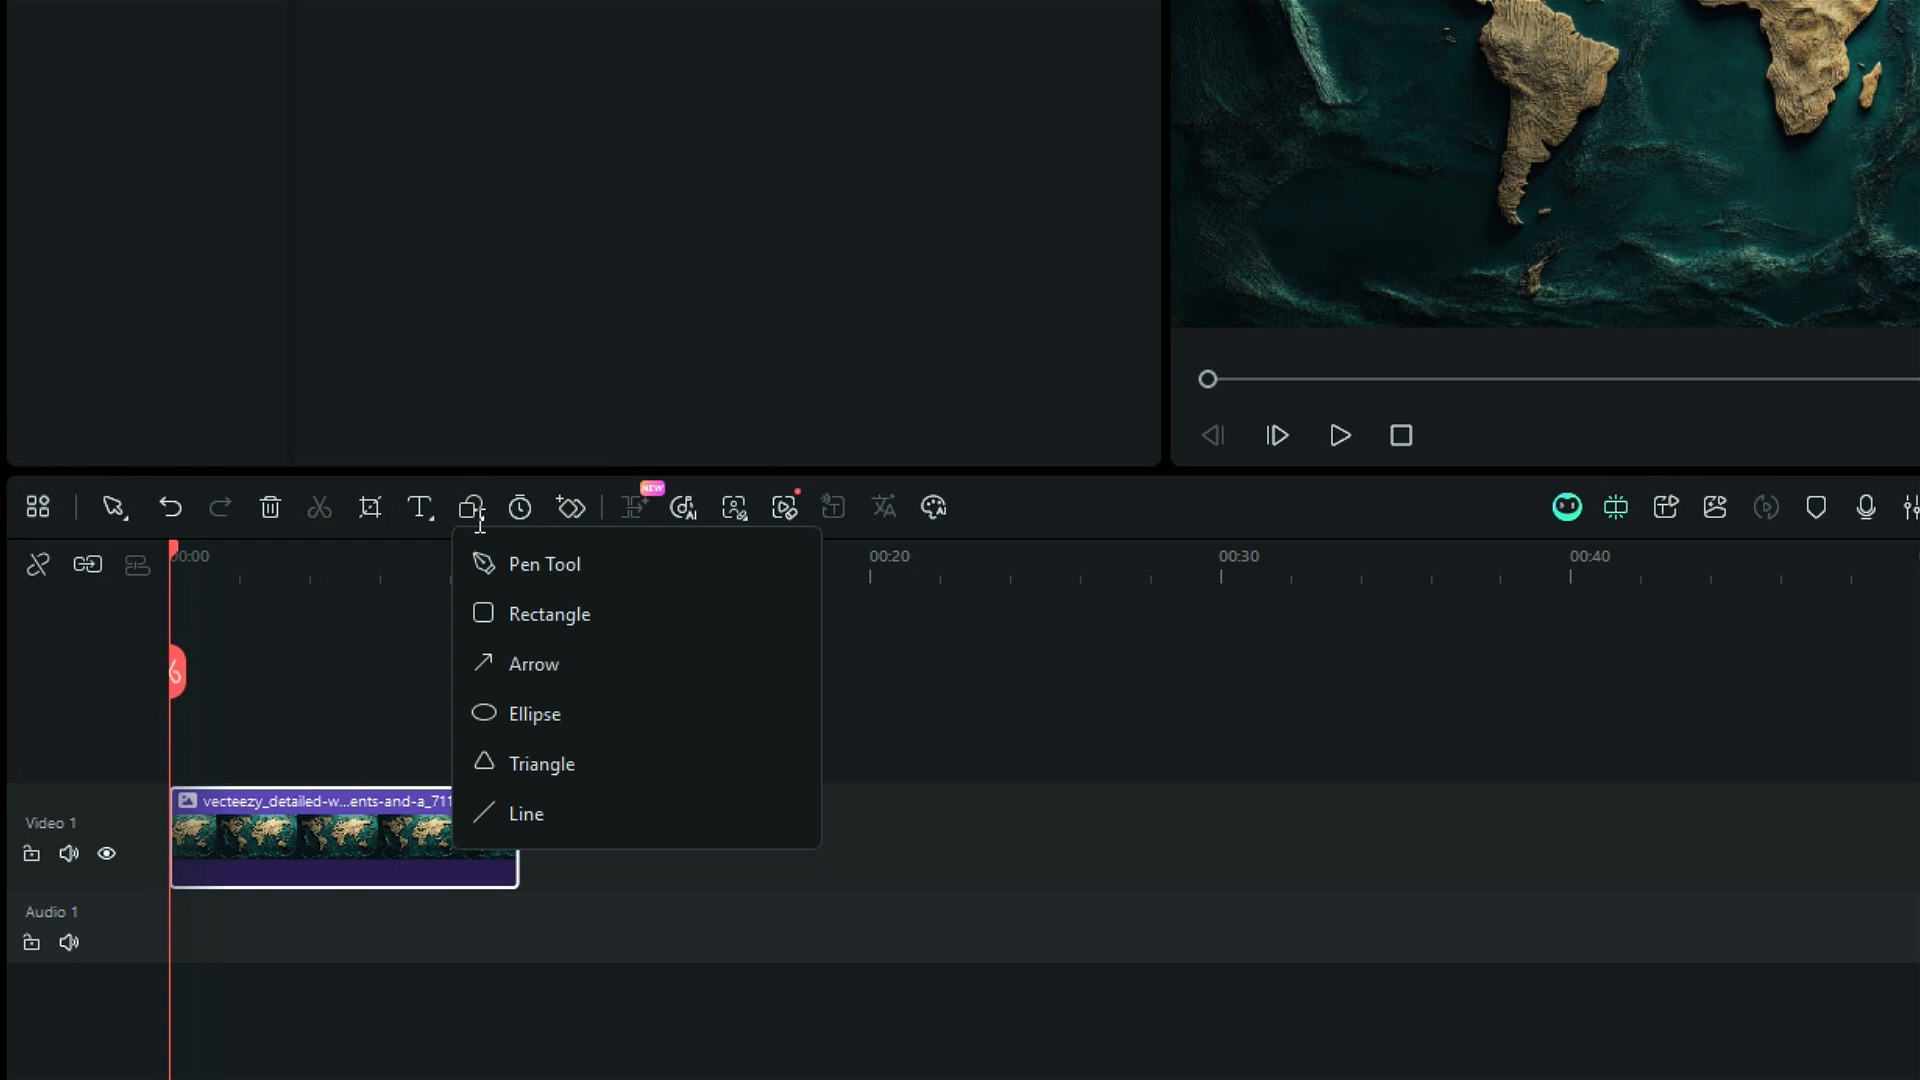 NEW
00:00
00:20
00:30
00:40
Pen Tool
Rectangle
Arrow
Ellipse
Triangle
Line
vecteezy_detailed-w...ents-and-a_711
Video 1
Audio 1